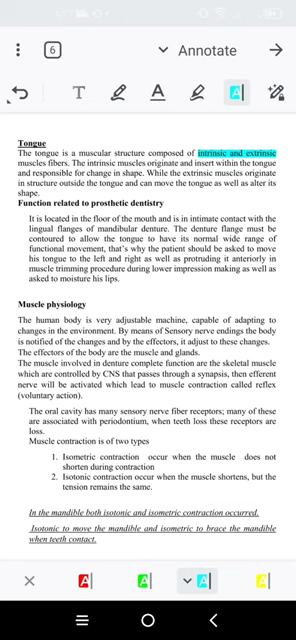 6
Annotate
T
A
A
Tongue
The tongue is a muscular structure composed of intrinsic and extrinsic
muscles fibers. The intrinsic muscles originate and insert within the tongue
and responsible for change in shape. While the extrinsic muscles originate
in structure outside the tongue and can move the tongue as well as alter its
shape.
Function related to prosthetic dentistry
It is located in the floor of the mouth and is in intimate contact with the
lingual flanges of mandibular denture. The denture flange must be
contoured to allow the tongue to have its normal wide range of
functional movement, that's why the patient should be asked to move
his tongue to the left and right as well as protruding it anteriorly in
muscle trimming procedure during lower impression making as well as
asked to moisture his lips.
Muscle physiology
The human body is very adjustable machine, capable of adapting to
changes in the environment. By means of Sensory nerve endings the body
is notified of the changes and by the effectors, it adjust to these changes.
The effectors of the body are the muscle and glands.
The muscle involved in denture complete function are the skeletal muscle
which are controlled by CNS that passes through a synapsis, then efferent
nerve will be activated which lead to muscle contraction called reflex
(voluntary action).
The oral cavity has many sensory nerve fiber receptors; many of these
are associated with periodontium, when teeth loss these receptors are
loss.
Muscle contraction is of two types
1. Isometric contraction occur when the muscle does not
shorten during contraction
2. Isotonic contraction occur when the muscle shortens, but the
tension remains the same.
In the mandible both isotonic and isometric contraction occurred.
Isotonic to move the mandible and isometric to brace the mandible
when teeth contact.
A
A
A
A